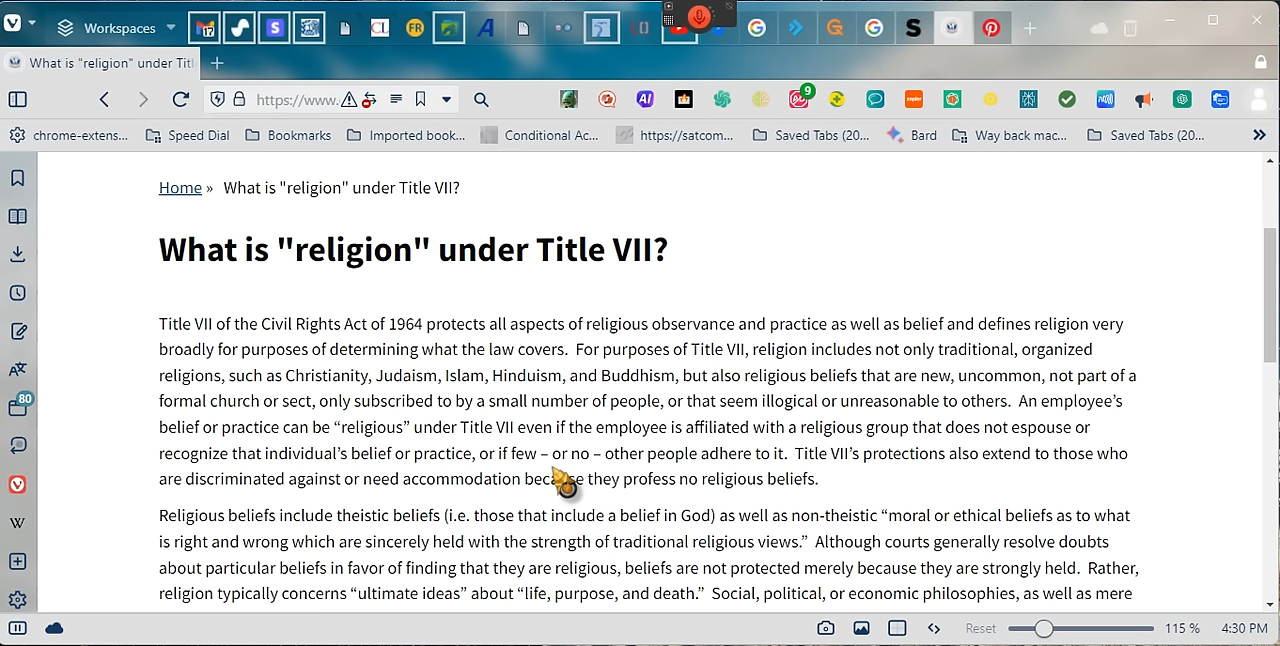 Workspaces
17
S
CL
FR
A
G
G
S
What is "religion" under Titl
https://www.
AI
9
chrome-extens...
Speed Dial
Bookmarks
Imported book...
Conditional Ac...
https://satcom...
Saved Tabs (20...
Bard
Way back mac...
Saved Tabs (20...
Home » What is "religion" under Title VII?
What is "religion" under Title VII?
Title VII of the Civil Rights Act of 1964 protects all aspects of religious observance and practice as well as belief and defines religion very
broadly for purposes of determining what the law covers. For purposes of Title VII, religion includes not only traditional, organized
religions, such as Christianity, Judaism, Islam, Hinduism, and Buddhism, but also religious beliefs that are new, uncommon, not part of a
formal church or sect, only subscribed to by a small number of people, or that seem illogical or unreasonable to others. An employee's
belief or practice can be “religious” under Title VII even if the employee is affiliated with a religious group that does not espouse or
recognize that individual's belief or practice, or if few – or no – other people adhere to it. Title VII's protections also extend to those who
are discriminated against or need accommodation because they profess no religious beliefs.
Religious beliefs include theistic beliefs (i.e. those that include a belief in God) as well as non-theistic “moral or ethical beliefs as to what
is right and wrong which are sincerely held with the strength of traditional religious views.” Although courts generally resolve doubts
about particular beliefs in favor of finding that they are religious, beliefs are not protected merely because they are strongly held. Rather,
religion typically concerns “ultimate ideas” about “life, purpose, and death.” Social, political, or economic philosophies, as well as mere
80
W
Reset
115 %
4:30 PM